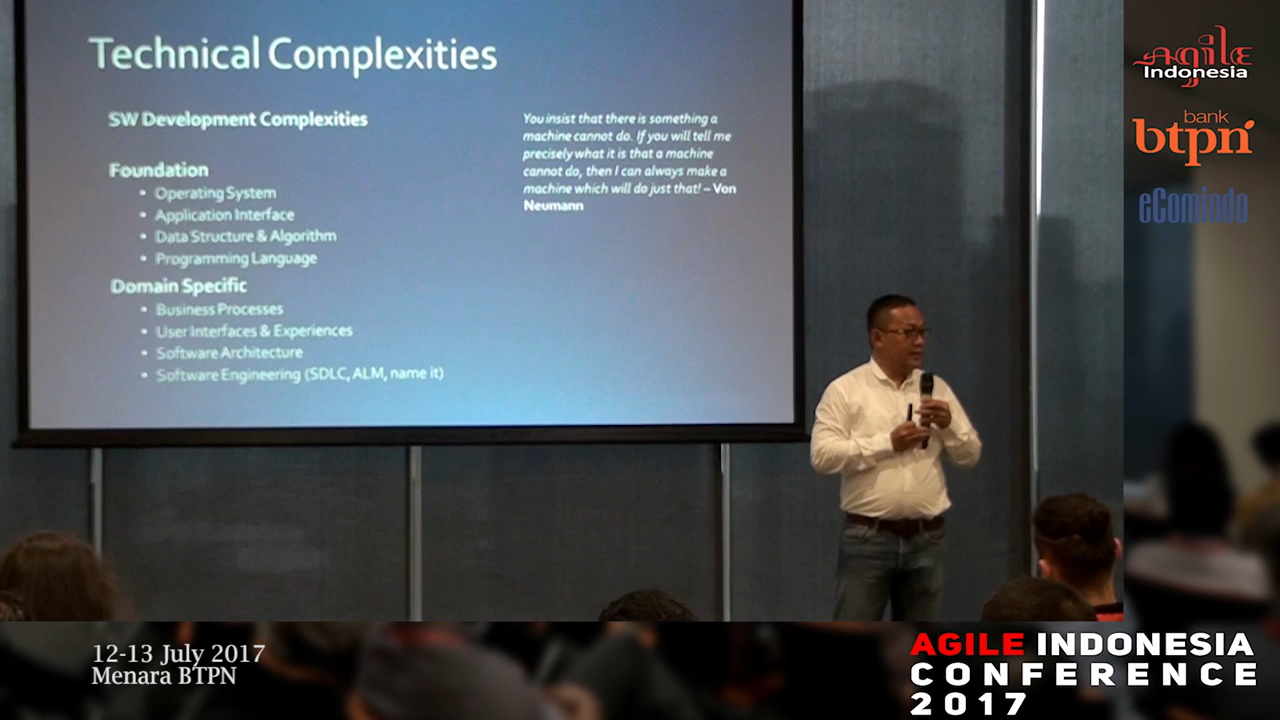 Technical Complexities
SW Development Complexities
Foundation
• Operating System
• Application Interface
• Data Structure & Algorithm
• Programming Language
Domain Specific
• Business Processes
• User Interfaces & Experiences
• Software Architecture
• Software Engineering (SDLC, ALM, name it)
You insist that there is something a
machine cannot do. If you will tell me
precisely what it is that a machine
cannot do, then I can always make a
machine which will do just that! – Von
Neumann
Agile
Indonesia
bank
btpn
eComindo
12-13 July 2017
Menara BTPN
AGILE INDONESIA
CONFERENCE
2017